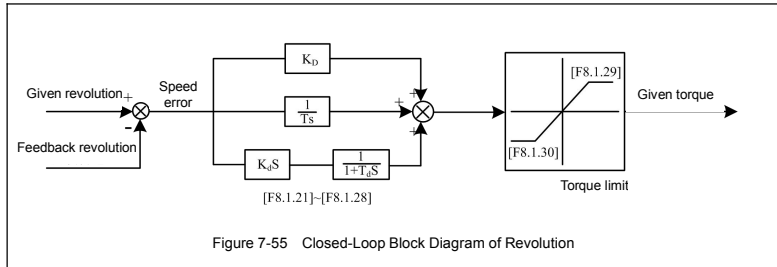 K_D
[F8.1.29]
Speed error
Given revolution
+
+
+
+
1/Ts
Given torque
-
Feedback revolution
K_dS
1/1+T_dS
[F8.1.30]
[F8.1.21]~[F8.1.28]
Torque limit
Figure 7-55 Closed-Loop Block Diagram of Revolution